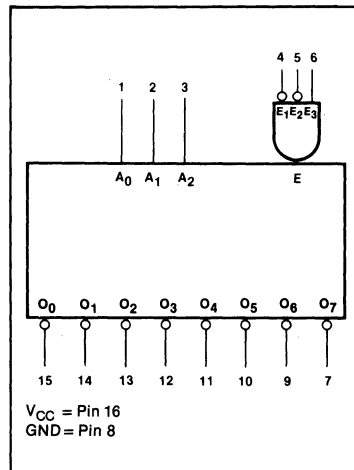 4 5 6
1 2 3
E1 E2 E3
A0 A1 A2 E
O0 O1 O2 O3 O4 O5 O6 O7
15 14 13 12 11 10 9 7
VCC = Pin 16
GND = Pin 8